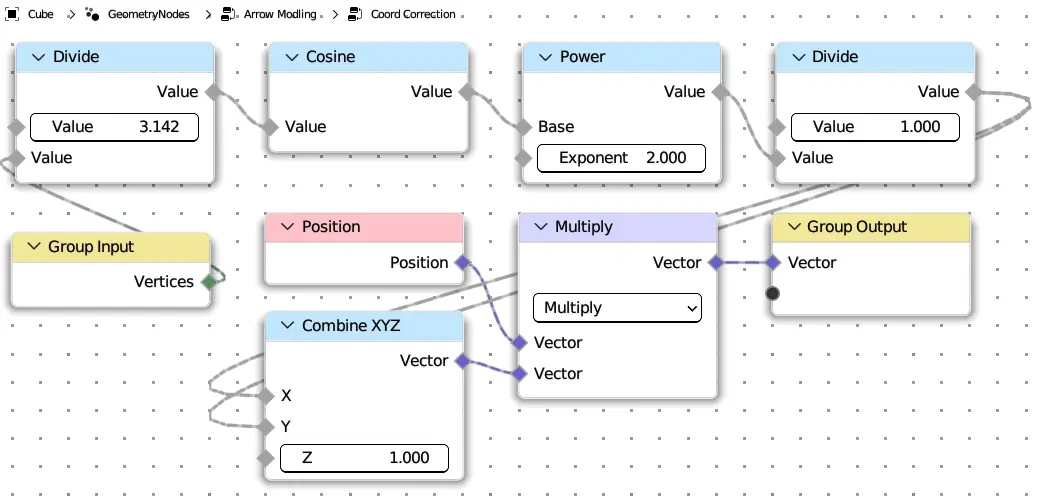 Cube > GeometryNodes > Arrow Modling > Coord Correction
Divide
Value
Value 3.142
Value
Cosine
Value
Value
Power
Value
Base
Exponent 2.000
Divide
Value
Value 1.000
Value
Group Input
Vertices
Position
Position
Combine XYZ
Vector
X
Y
Z 1.000
Multiply
Vector
Multiply
Vector
Vector
Group Output
Vector